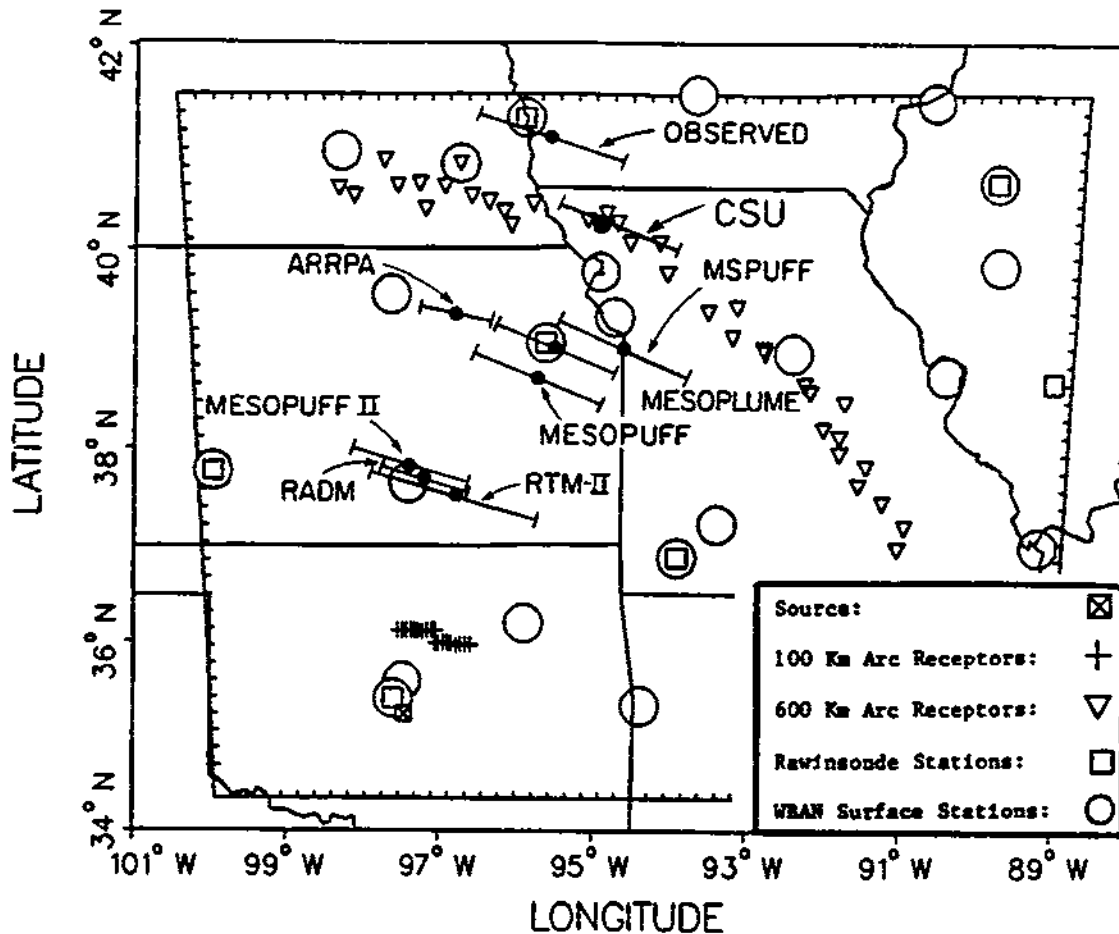 42° N
40° N
38° N
36° N
34° N
LATITUDE
OBSERVED
CSU
ARRPA
MSPUFF
MESOPLUME
MESOPUFF
MESOPUFF II
RADM
RTM-II
Source:
100 Km Arc Receptors:
600 Km Arc Receptors:
Rawinsonde Stations:
WBAN Surface Stations:
101° W
99° W
97° W
95° W
93° W
91° W
89° W
LONGITUDE